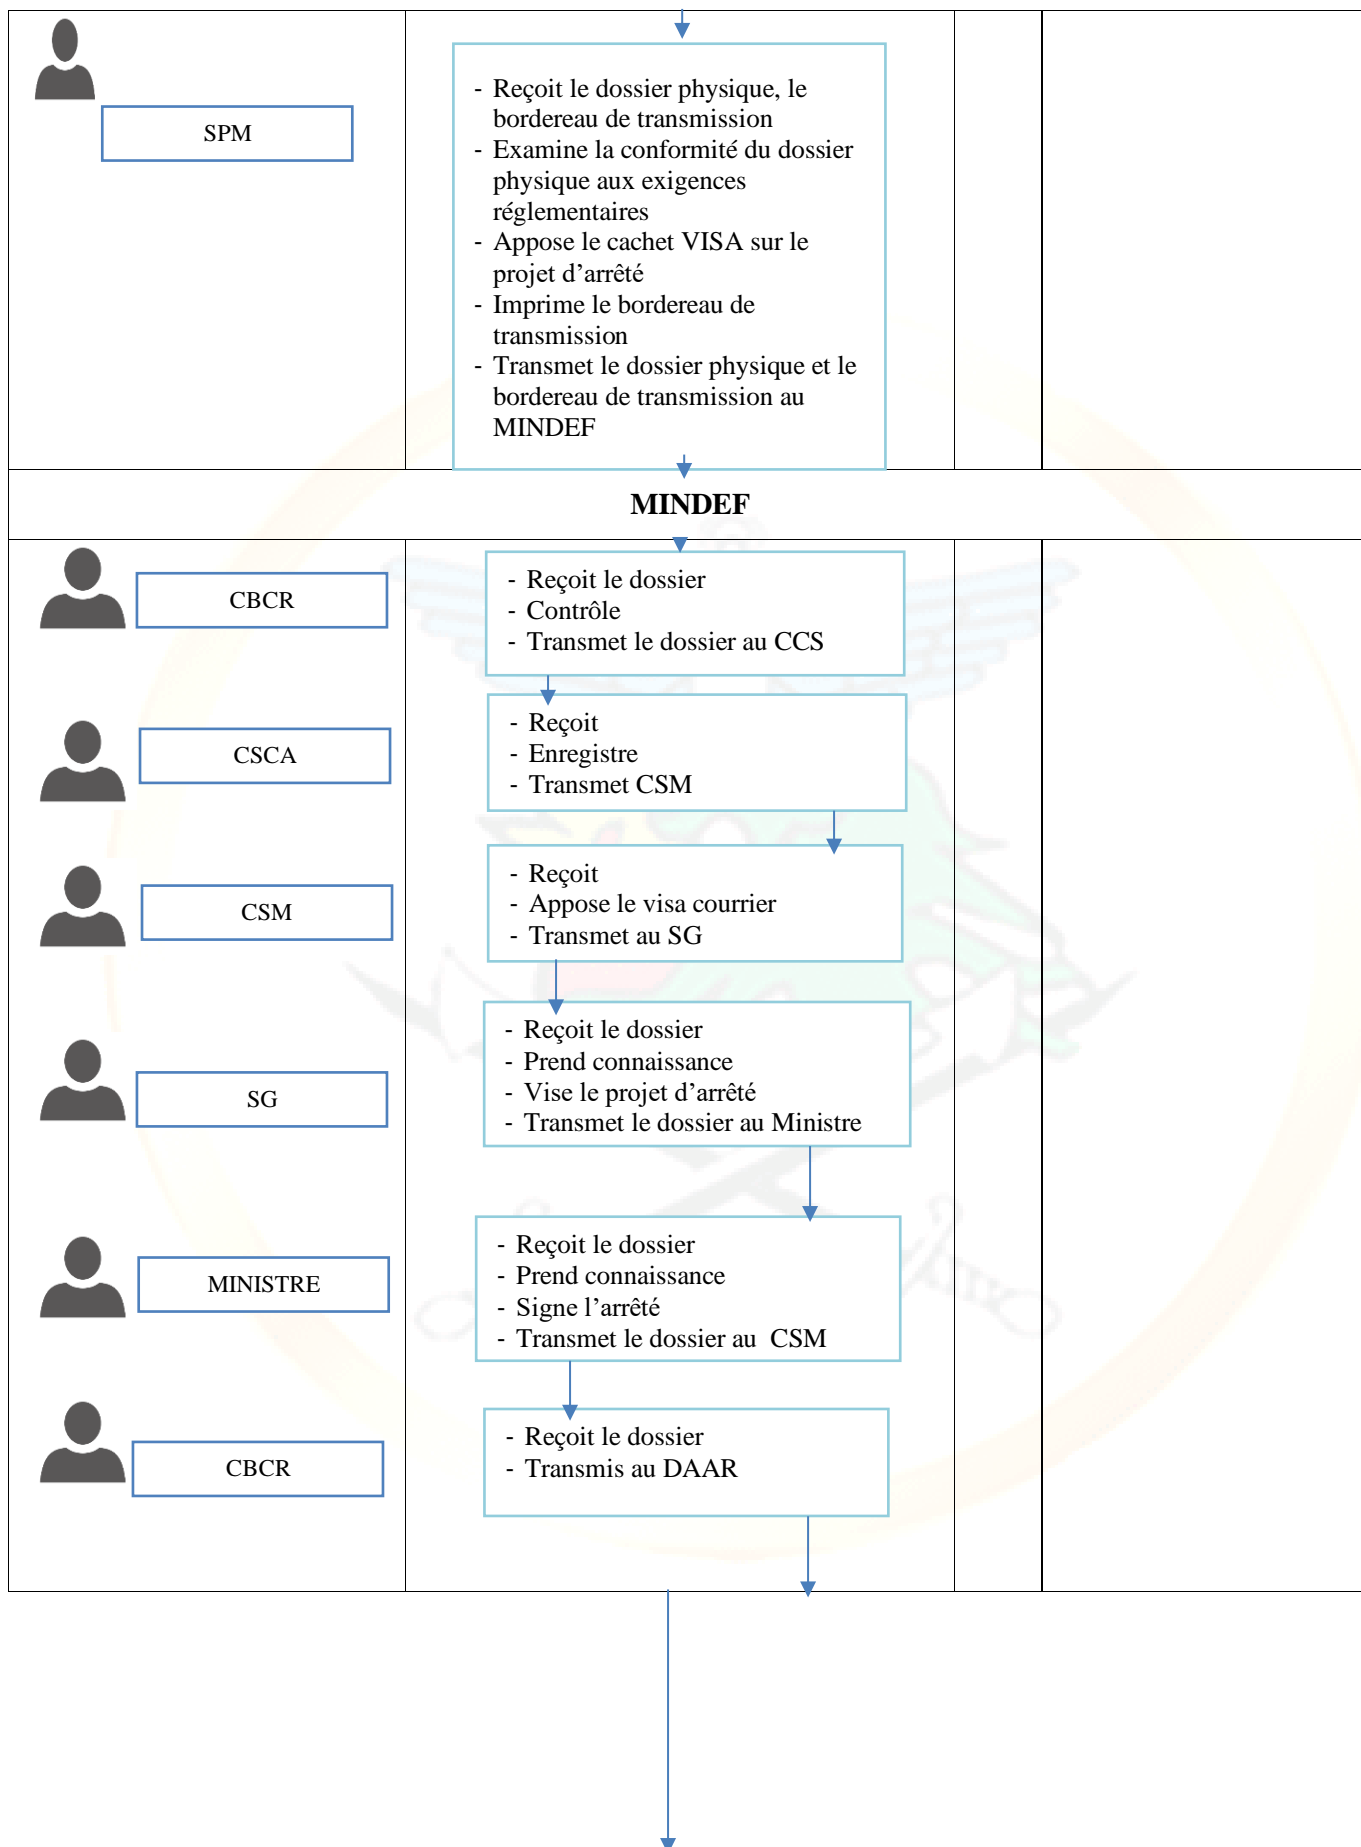 SPM
- Reçoit le dossier physique, le
bordereau de transmission
- Examine la conformité du dossier
physique aux exigences
réglementaires
- Appose le cachet VISA sur le
projet d’arrêté
- Imprime le bordereau de
transmission
- Transmet le dossier physique et le
bordereau de transmission au
MINDEF
MINDEF
CBCR
- Reçoit le dossier
- Contrôle
- Transmet le dossier au CCS
CSCA
- Reçoit
- Enregistre
- Transmet CSM
CSM
- Reçoit
- Appose le visa courrier
- Transmet au SG
SG
- Reçoit le dossier
- Prend connaissance
- Vise le projet d’arrêté
- Transmet le dossier au Ministre
MINISTRE
- Reçoit le dossier
- Prend connaissance
- Signe l’arrêté
- Transmet le dossier au  CSM
CBCR
- Reçoit le dossier
- Transmis au DAAR